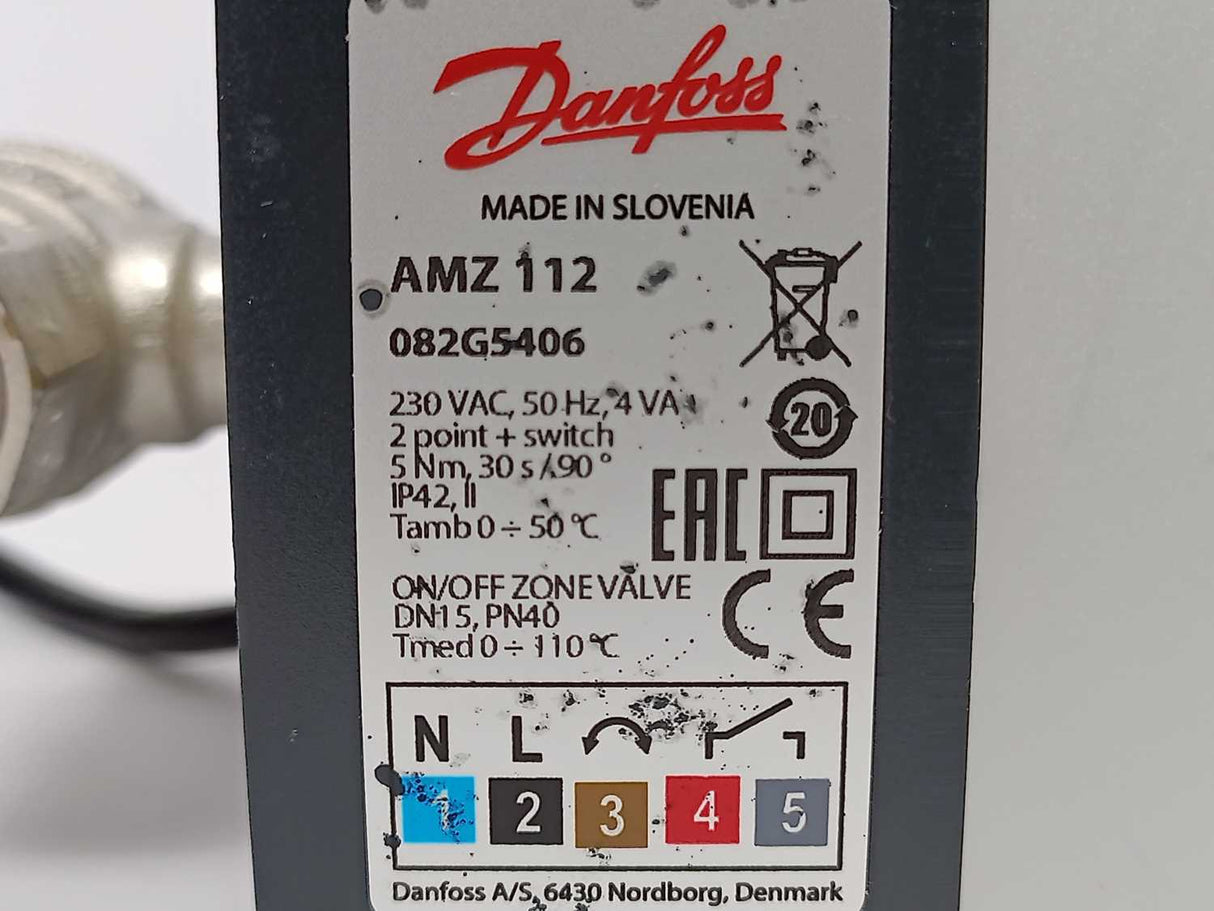 Danfoss
MADE IN SLOVENIA
AMZ 112
082G5406
230 VAC, 50 Hz, 4 VA
2 point + switch
5 Nm, 30 s / 90 °
IP42, II
Tamb 0 ÷ 50 °C
20
EAC
ON/OFF ZONE VALVE
DN15, PN40
Tmed 0 ÷ 110 °C
CE
N L
1 2 3 4 5
Danfoss A/S, 6430 Nordborg, Denmark